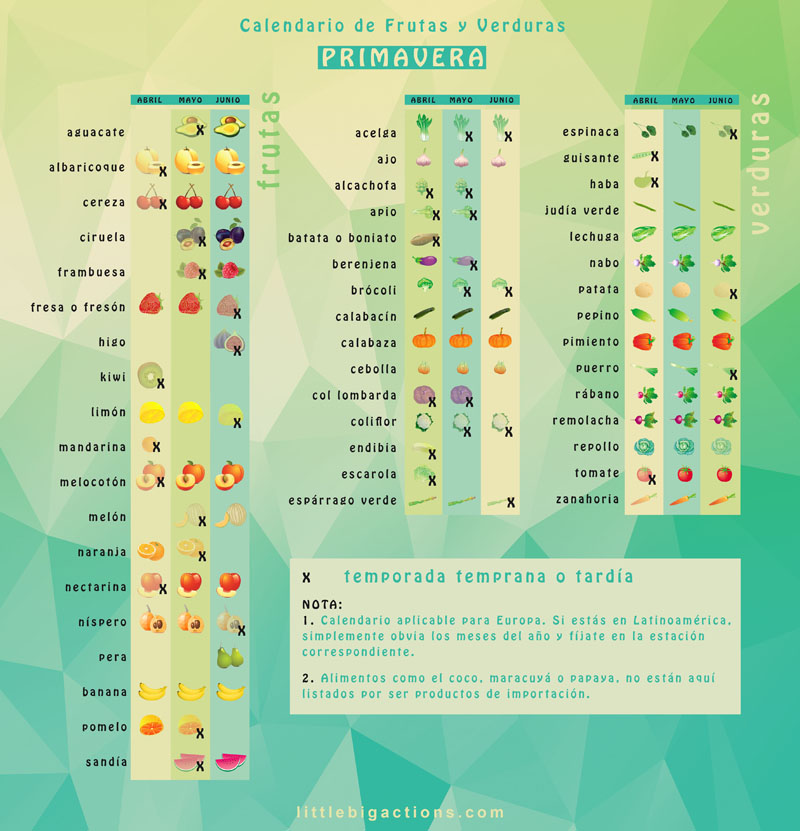 Calendario de Frutas y Verduras
PRIMAVERA
ABRIL MAYO JUNIO
frutas
aguacate X
albaricoque X
cereza X
ciruela X
frambuesa X
fresa o fresón X
higo X
kiwi X
limón X
mandarina X
melocotón X
melón X
naranja X
nectarina X
níspero X
pera
banana
pomelo X
sandía X
ABRIL MAYO JUNIO
acelga X X
ajo
alcachofa X X
apio X X
batata o boniato X
berenjena X
brócoli X X
calabacín
calabaza
cebolla
col lombarda X X
coliflor X X
endibia X
escarola X
espárrago verde X
ABRIL MAYO JUNIO
verduras
espinaca X
guisante X
haba X
judía verde
lechuga
nabo
patata X
pepino
pimiento
puerro X
rábano
remolacha
repollo
tomate X
zanahoria
X temporada temprana o tardía
NOTA:
1. Calendario aplicable para Europa. Si estás en Latinoamérica,
simplemente obvia los meses del año y fíjate en la estación
correspondiente.
2. Alimentos como el coco, maracuyá o papaya, no están aquí
listados por ser productos de importación.
littlebigactions.com